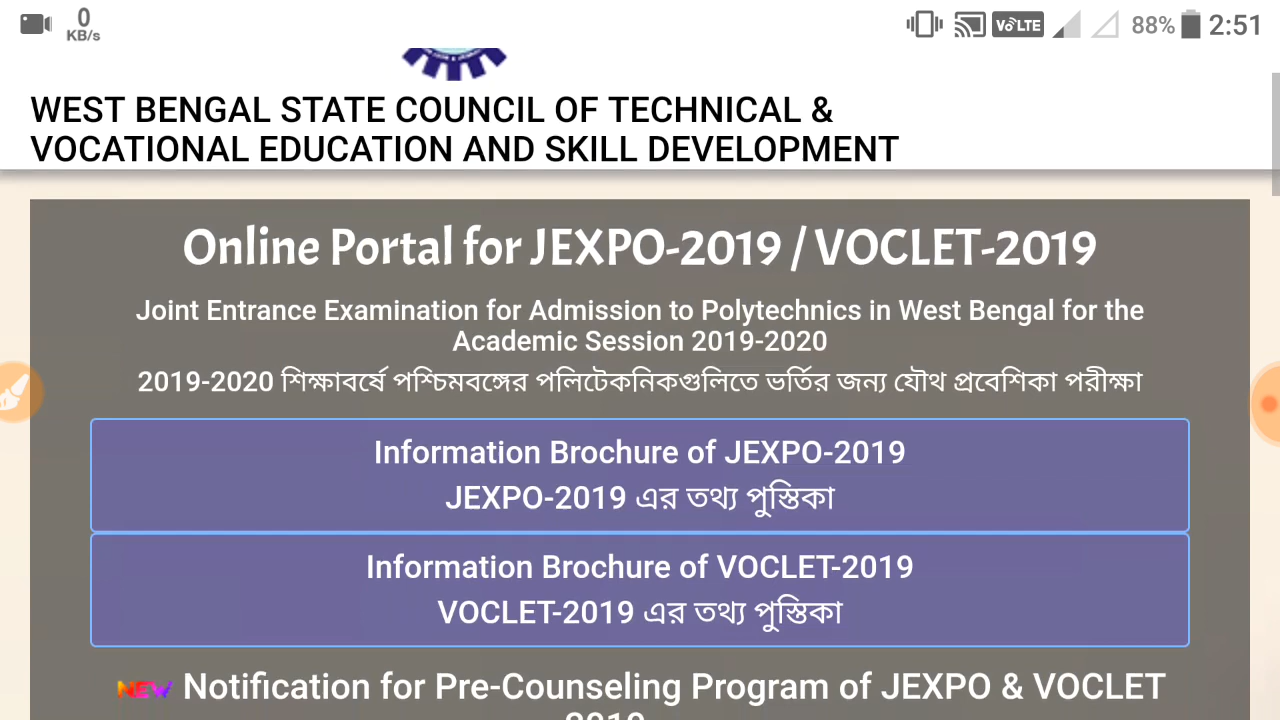 0
KB/s
VoLTE
88%
2:51
WEST BENGAL STATE COUNCIL OF TECHNICAL &
VOCATIONAL EDUCATION AND SKILL DEVELOPMENT
Online Portal for JEXPO-2019 / VOCLET-2019
Joint Entrance Examination for Admission to Polytechnics in West Bengal for the
Academic Session 2019-2020
2019-2020 শিক্ষাবর্ষে পশ্চিমবঙ্গের পলিটেকনিকগুলিতে ভর্তির জন্য যৌথ প্রবেশিকা পরীক্ষা
Information Brochure of JEXPO-2019
JEXPO-2019 এর তথ্য পুস্তিকা
Information Brochure of VOCLET-2019
VOCLET-2019 এর তথ্য পুস্তিকা
NEW Notification for Pre-Counseling Program of JEXPO & VOCLET
2019